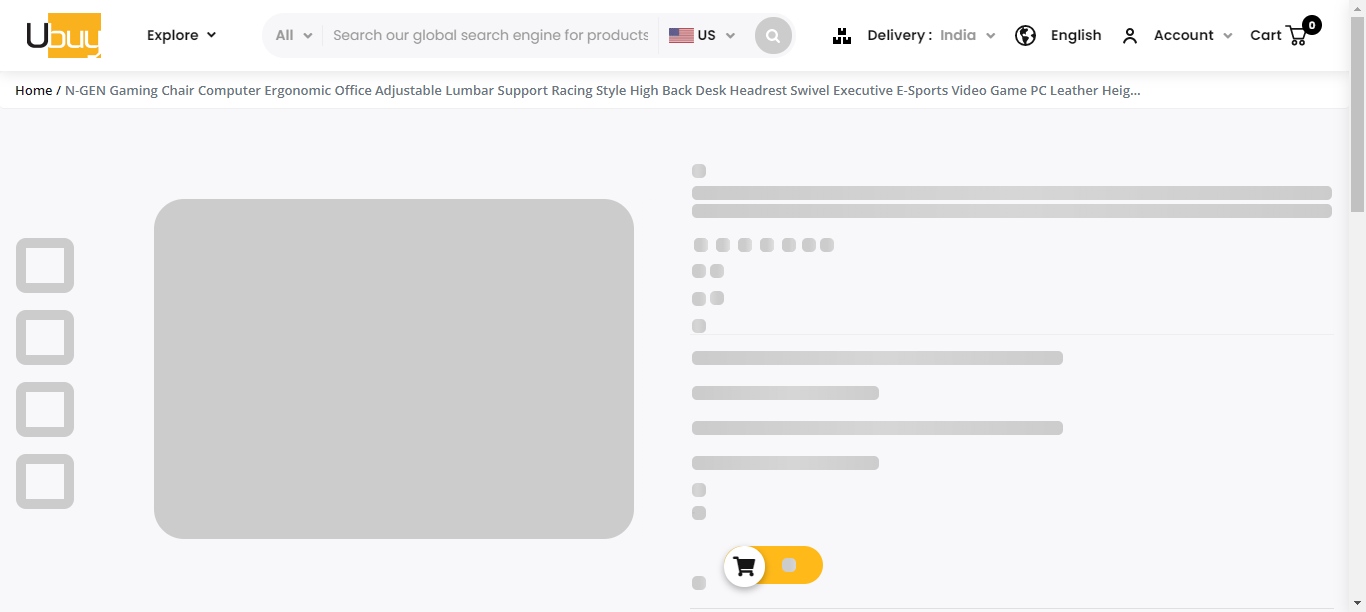 Ubuy
Explore
All
Search our global search engine for products
US
Delivery : India
English
Account
Cart
0
Home / N-GEN Gaming Chair Computer Ergonomic Office Adjustable Lumbar Support Racing Style High Back Desk Headrest Swivel Executive E-Sports Video Game PC Leather Heig...